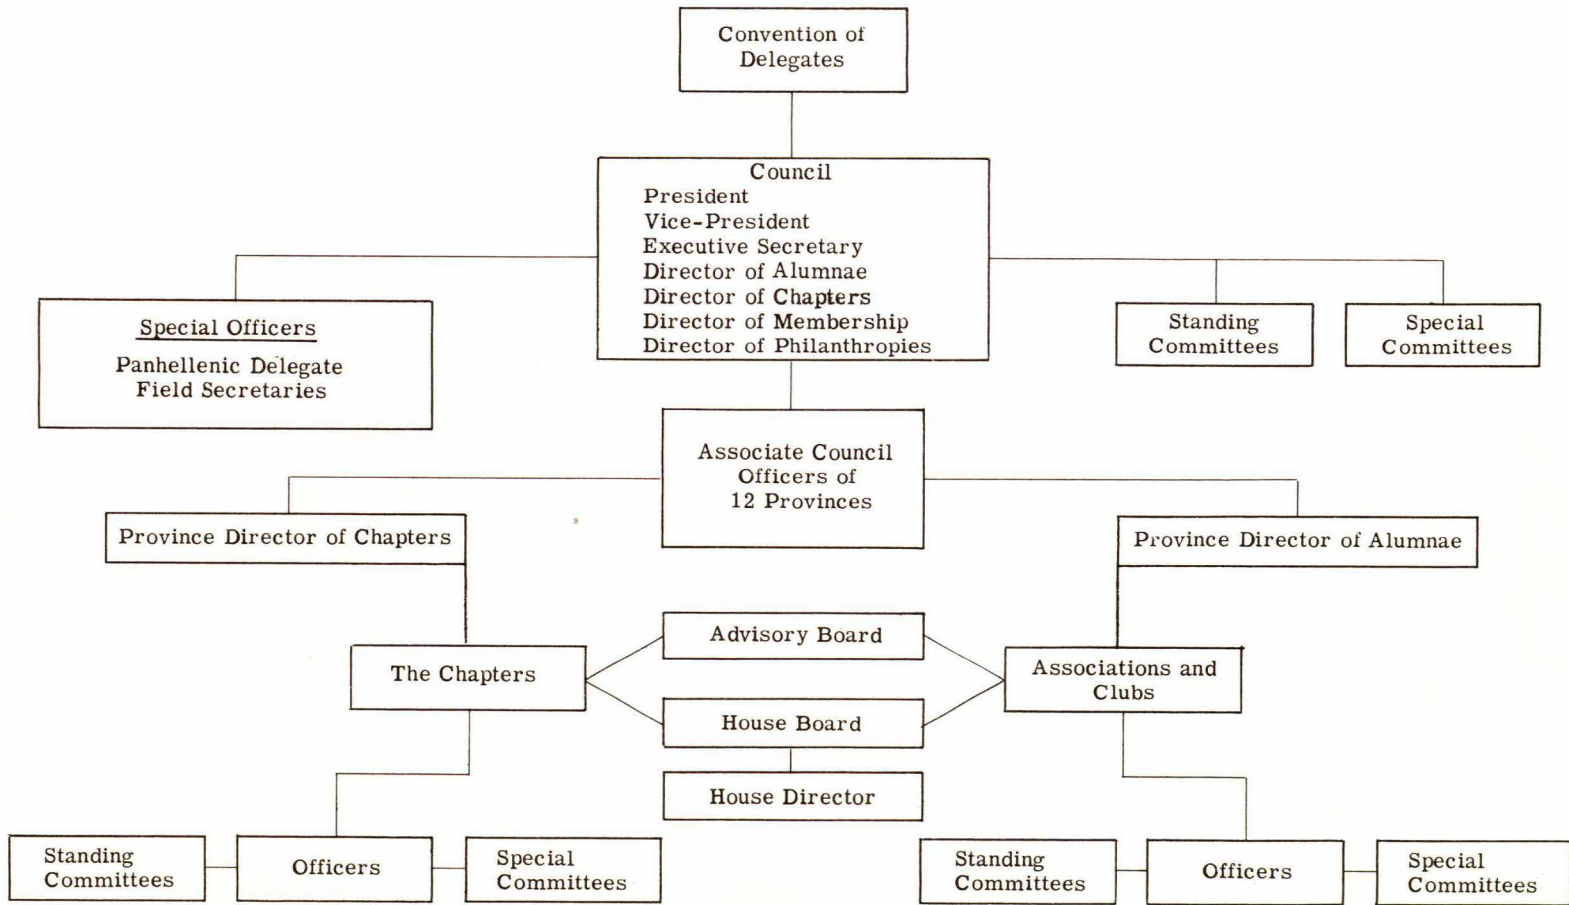 Convention of
Delegates
Council
President
Vice-President
Executive Secretary
Director of Alumnae
Director of Chapters
Director of Membership
Director of Philanthropies
Special Officers
Panhellenic Delegate
Field Secretaries
Standing
Committees
Special
Committees
Associate Council
Officers of
12 Provinces
Province Director of Chapters
Province Director of Alumnae
Advisory Board
The Chapters
Associations and
Clubs
House Board
House Director
Standing
Committees
Officers
Special
Committees
Standing
Committees
Officers
Special
Committees